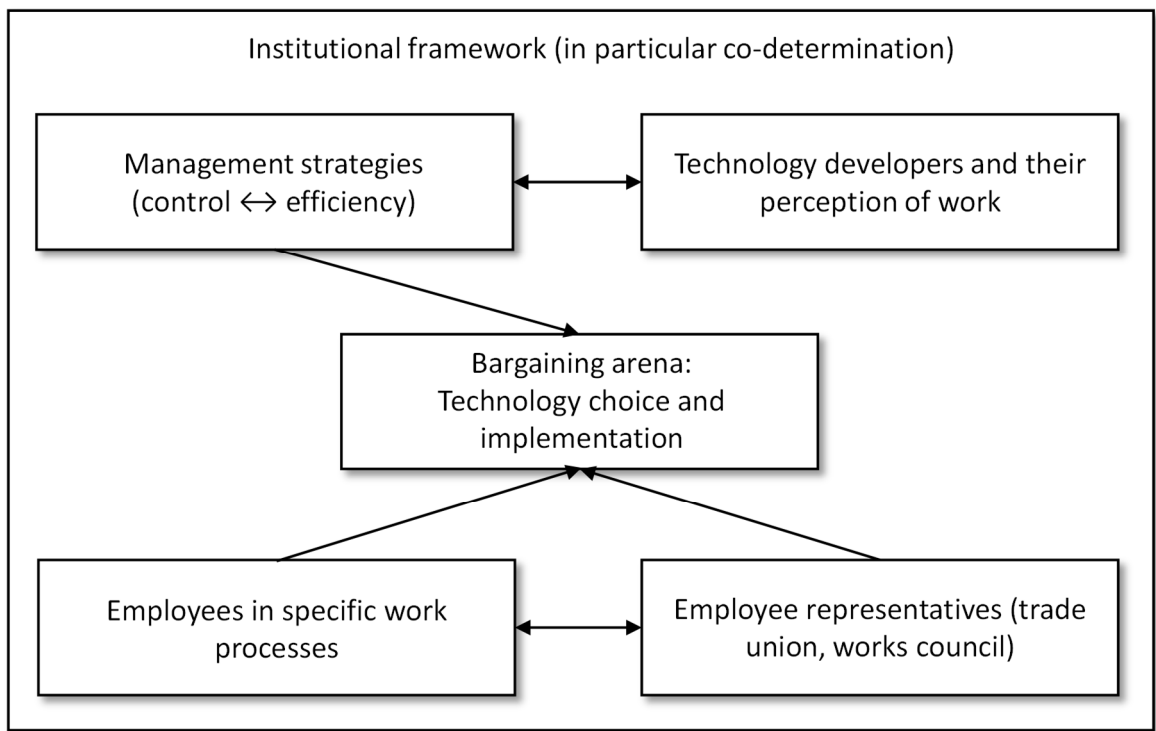 Institutional framework (in particular co-determination)
Management strategies
(control ↔ efficiency)
Technology developers and their
perception of work
Bargaining arena:
Technology choice and
implementation
Employees in specific work
processes
Employee representatives (trade
union, works council)